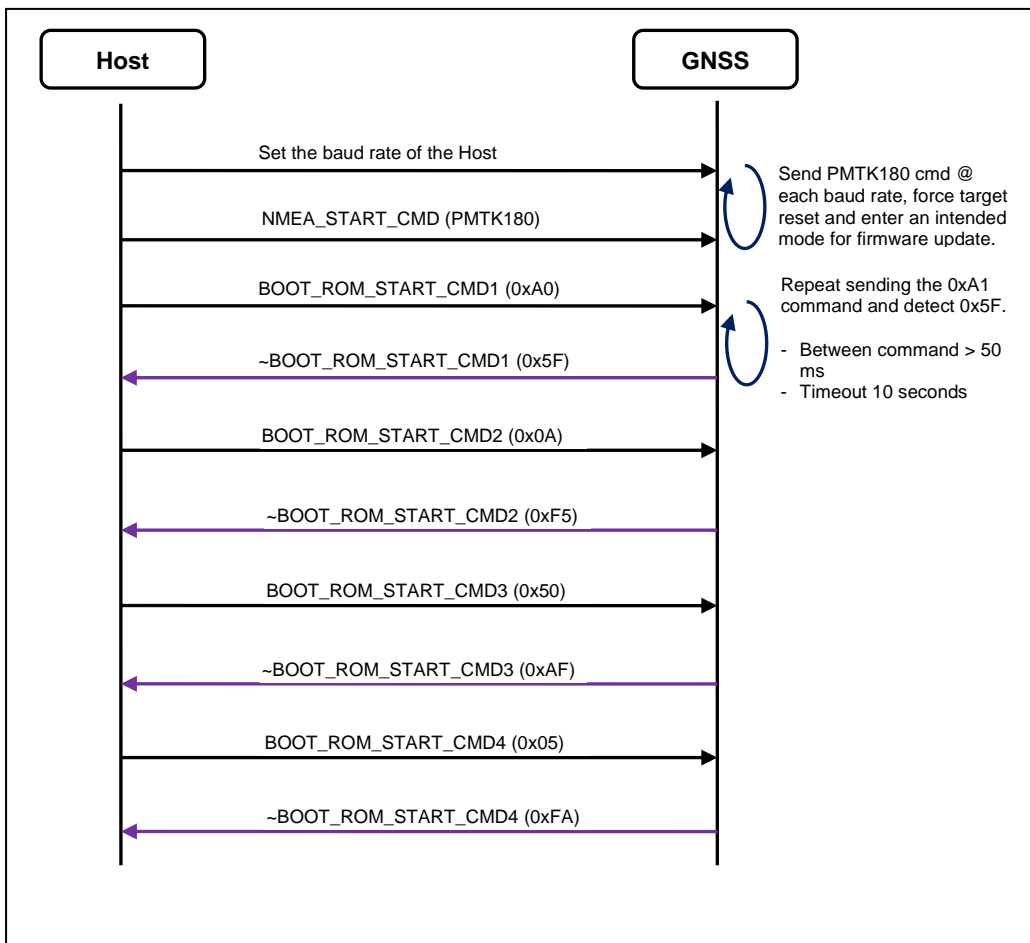 Host
GNSS
Set the baud rate of the Host
Send PMTK180 cmd @
each baud rate, force target
reset and enter an intended
mode for firmware update.
NMEA_START_CMD (PMTK180)
BOOT_ROM_START_CMD1 (0xA0)
Repeat sending the 0xA1
command and detect 0x5F.
- Between command > 50
ms
- Timeout 10 seconds
~BOOT_ROM_START_CMD1 (0x5F)
BOOT_ROM_START_CMD2 (0x0A)
~BOOT_ROM_START_CMD2 (0xF5)
BOOT_ROM_START_CMD3 (0x50)
~BOOT_ROM_START_CMD3 (0xAF)
BOOT_ROM_START_CMD4 (0x05)
~BOOT_ROM_START_CMD4 (0xFA)